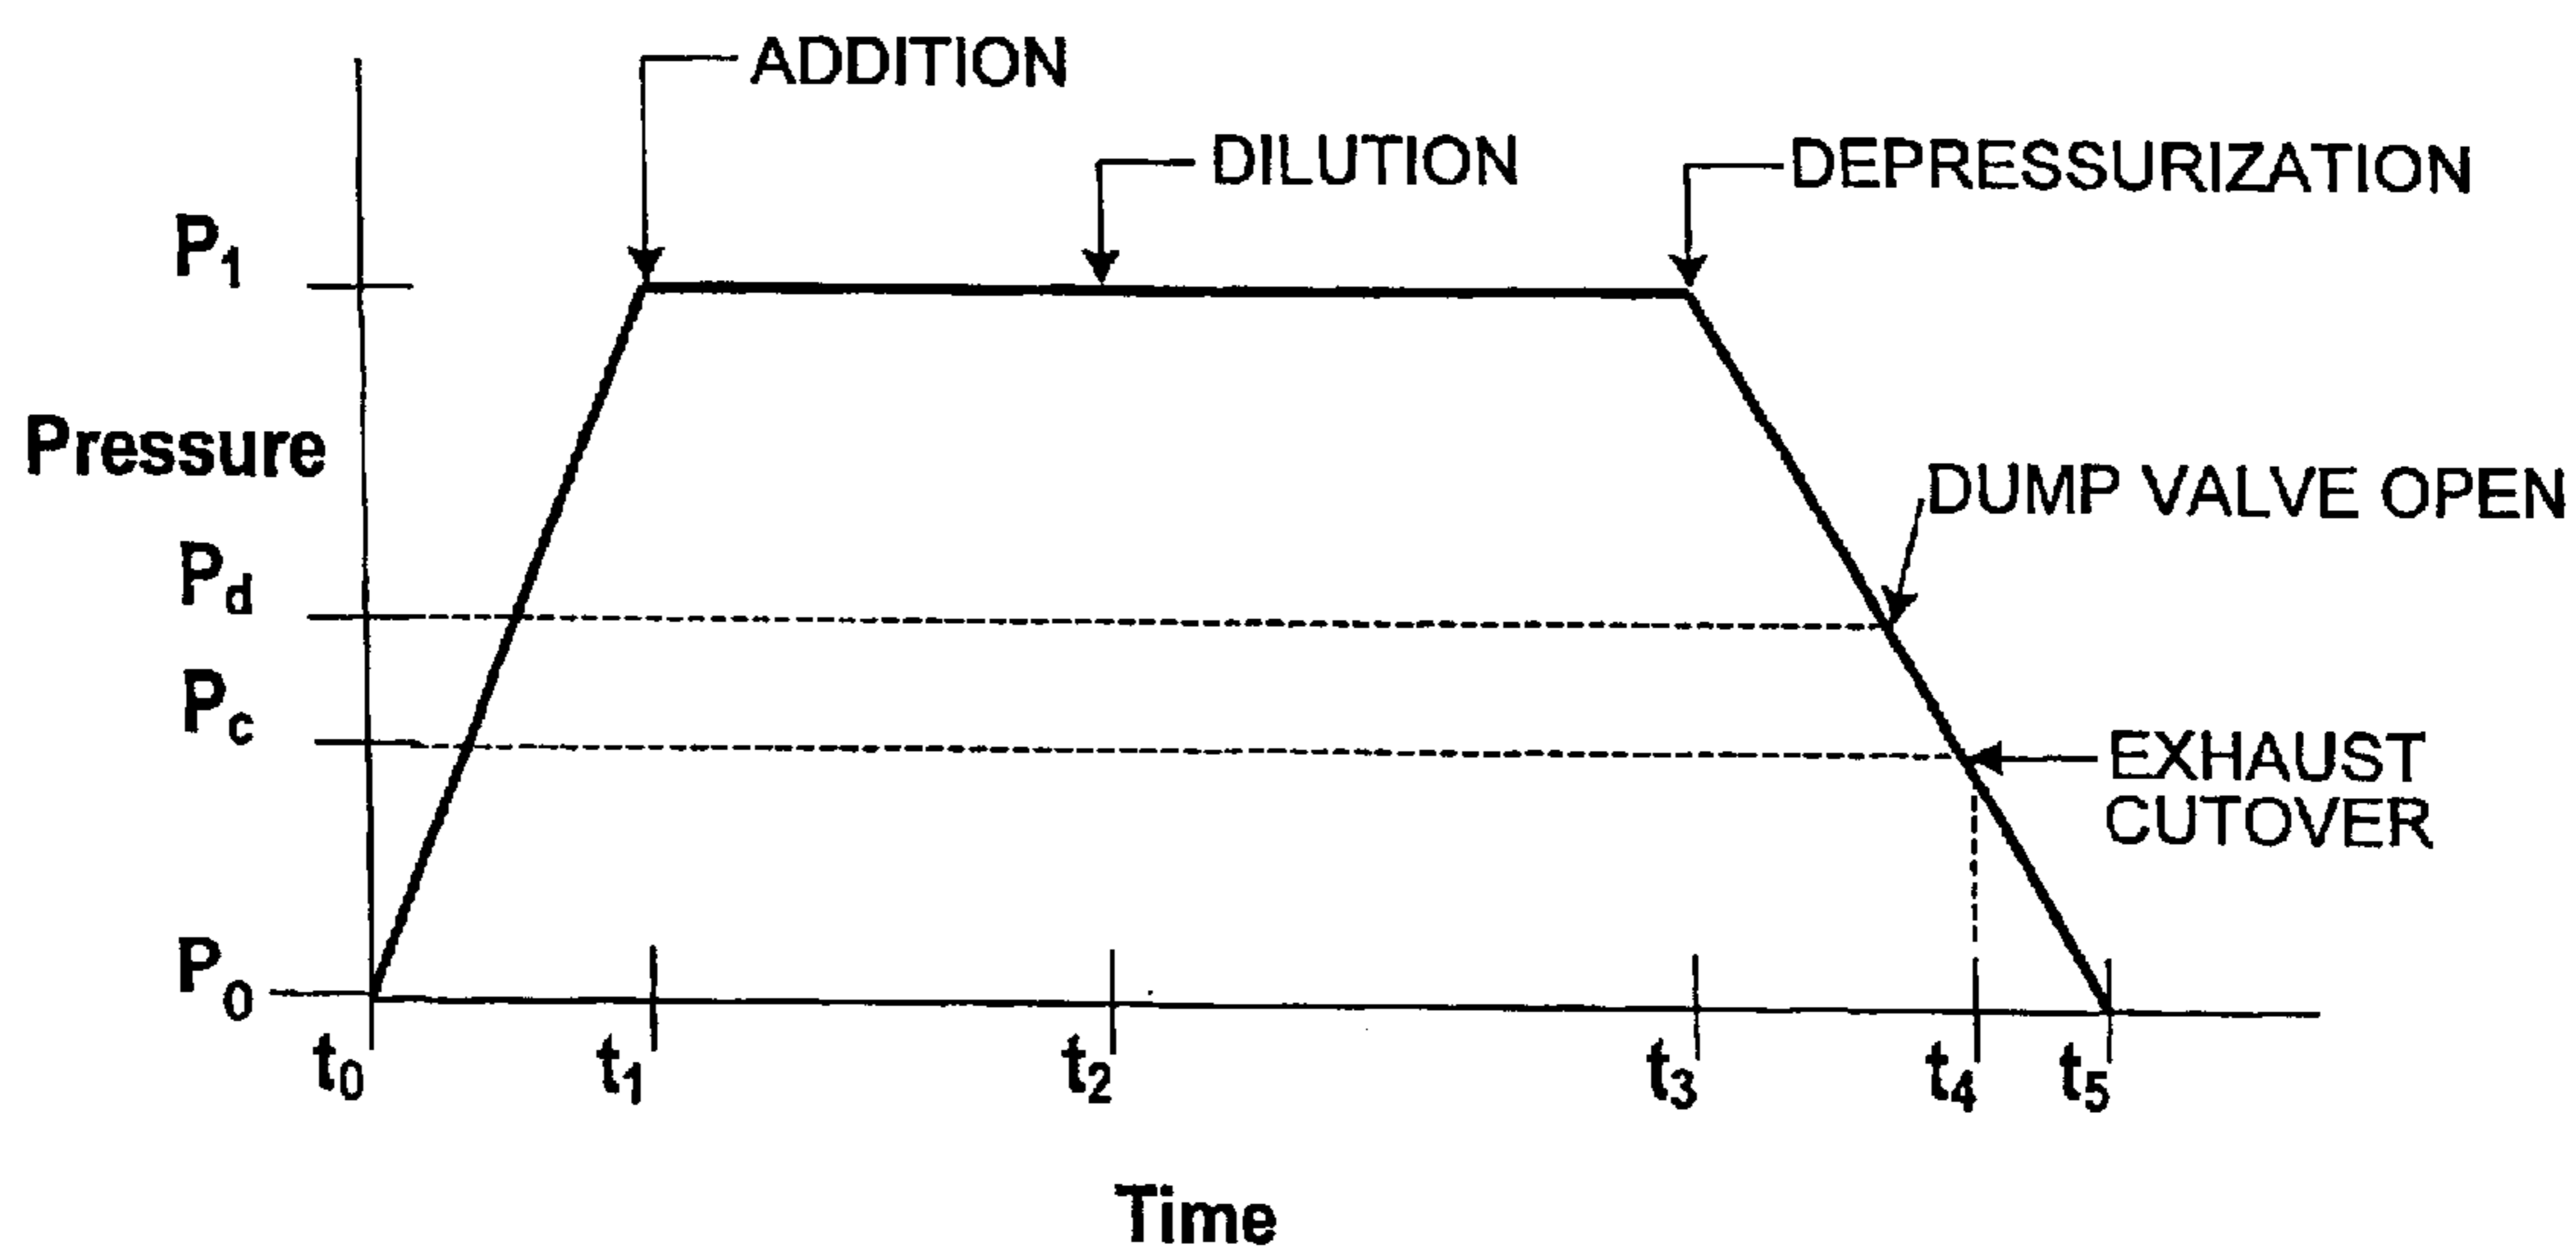 ADDITION
DILUTION
DEPRESSURIZATION
P1
Pressure
DUMP VALVE OPEN
Pd
Pc
EXHAUST
CUTOVER
P0
t0 t1 t2 t3 t4 t5
Time